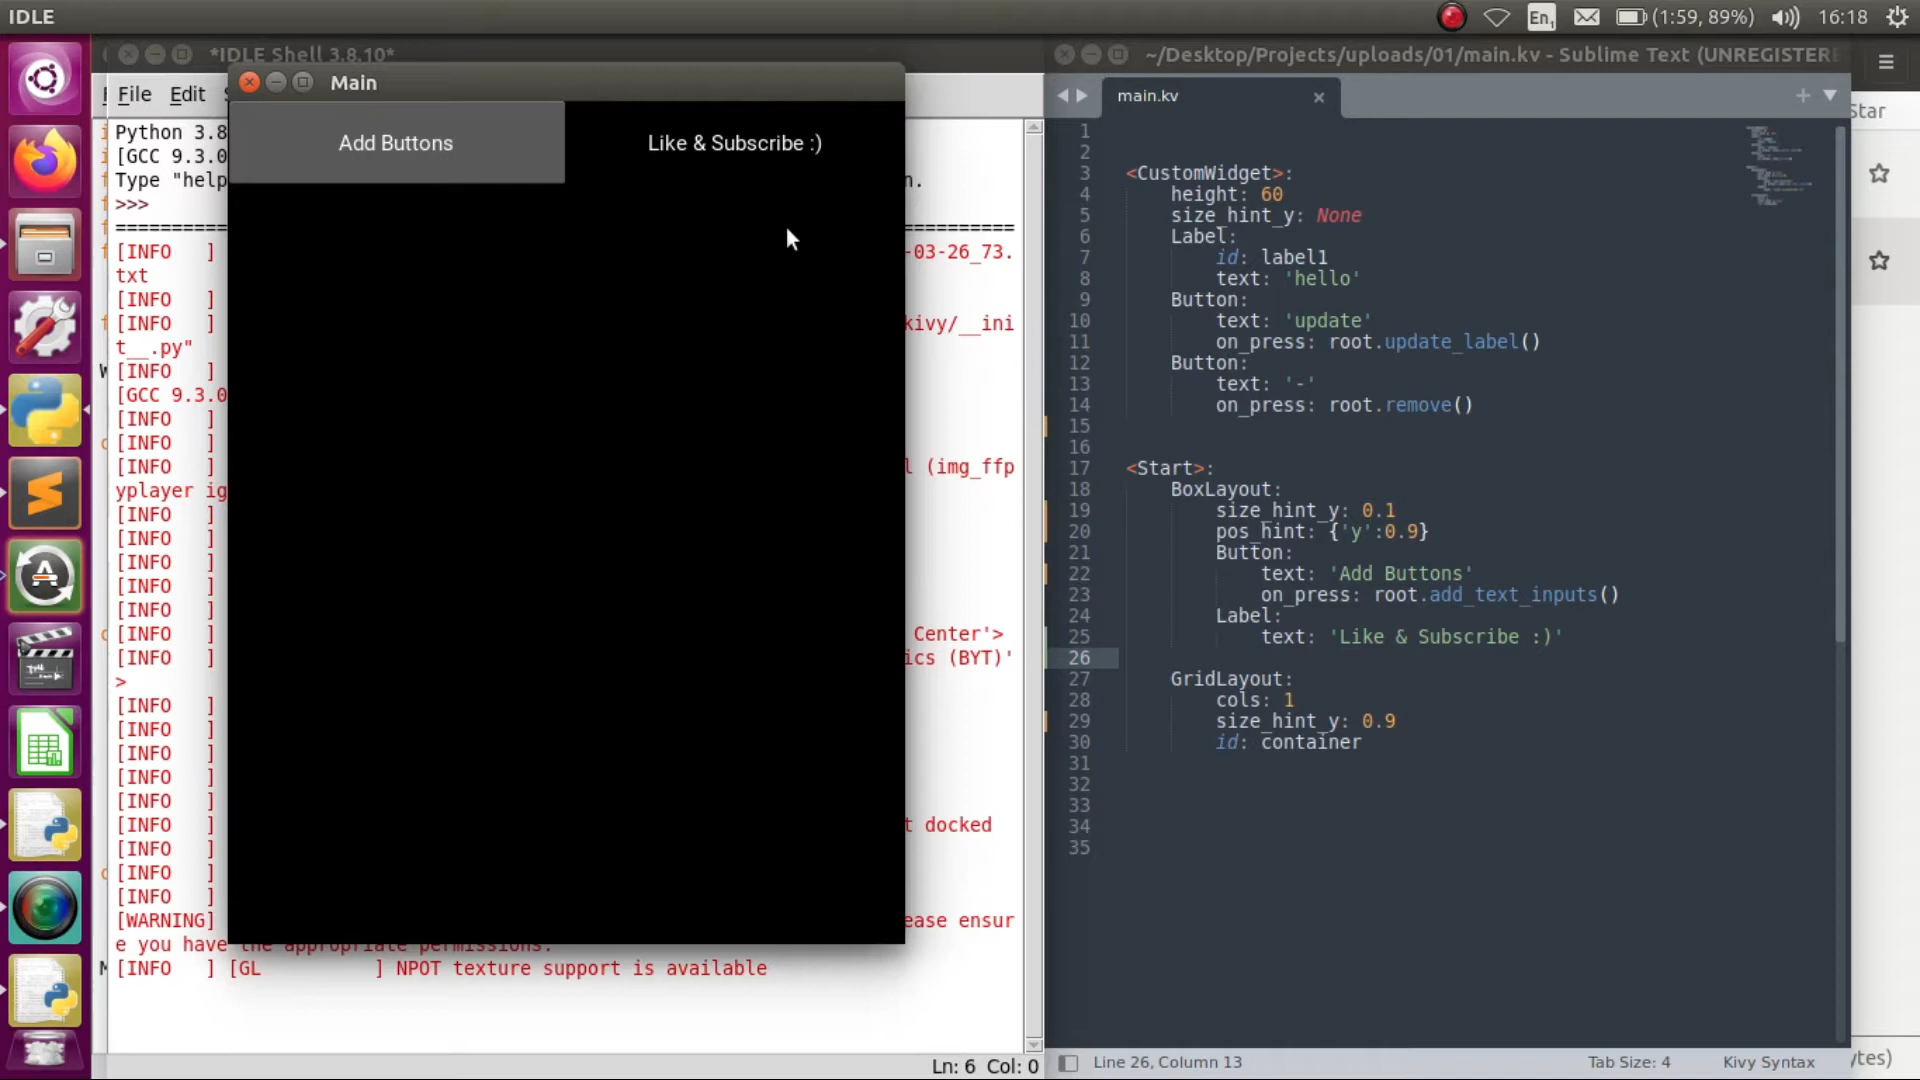 IDLE
En1
(1:59, 89%)
16:18
*IDLE Shell 3.8.10*
File Edit
Python 3.8
[GCC 9.3.0
Type "help
n.
>>>
[INFO ]
-03-26_73.
txt
[INFO ]
[INFO ]
kivy/__ini
t__.py"
[INFO ]
[GCC 9.3.0
[INFO ]
[INFO ]
[INFO ]
l (img_ffp
yplayer ig
[INFO ]
[INFO ]
[INFO ]
[INFO ]
[INFO ]
[INFO ]
Center'>
[INFO ]
ics (BYT)'
>
[INFO ]
[INFO ]
[INFO ]
[INFO ]
[INFO ]
[INFO ]
t docked
[INFO ]
[INFO ]
[INFO ]
[WARNING]
ease ensur
e you have the appropriate permissions.
[INFO ] [GL ] NPOT texture support is available
Ln: 6 Col: 0
Main
Add Buttons
Like & Subscribe :)
~/Desktop/Projects/uploads/01/main.kv - Sublime Text (UNREGISTERE
main.kv
1
2
3 <CustomWidget>:
4 height: 60
5 size_hint_y: None
6 Label:
7 id: label1
8 text: 'hello'
9 Button:
10 text: 'update'
11 on_press: root.update_label()
12 Button:
13 text: '-'
14 on_press: root.remove()
15
16
17 <Start>:
18 BoxLayout:
19 size_hint_y: 0.1
20 pos_hint: {'y':0.9}
21 Button:
22 text: 'Add Buttons'
23 on_press: root.add_text_inputs()
24 Label:
25 text: 'Like & Subscribe :)'
26
27 GridLayout:
28 cols: 1
29 size_hint_y: 0.9
30 id: container
31
32
33
34
35
Line 26, Column 13
Tab Size: 4
Kivy Syntax
Star
ytes)